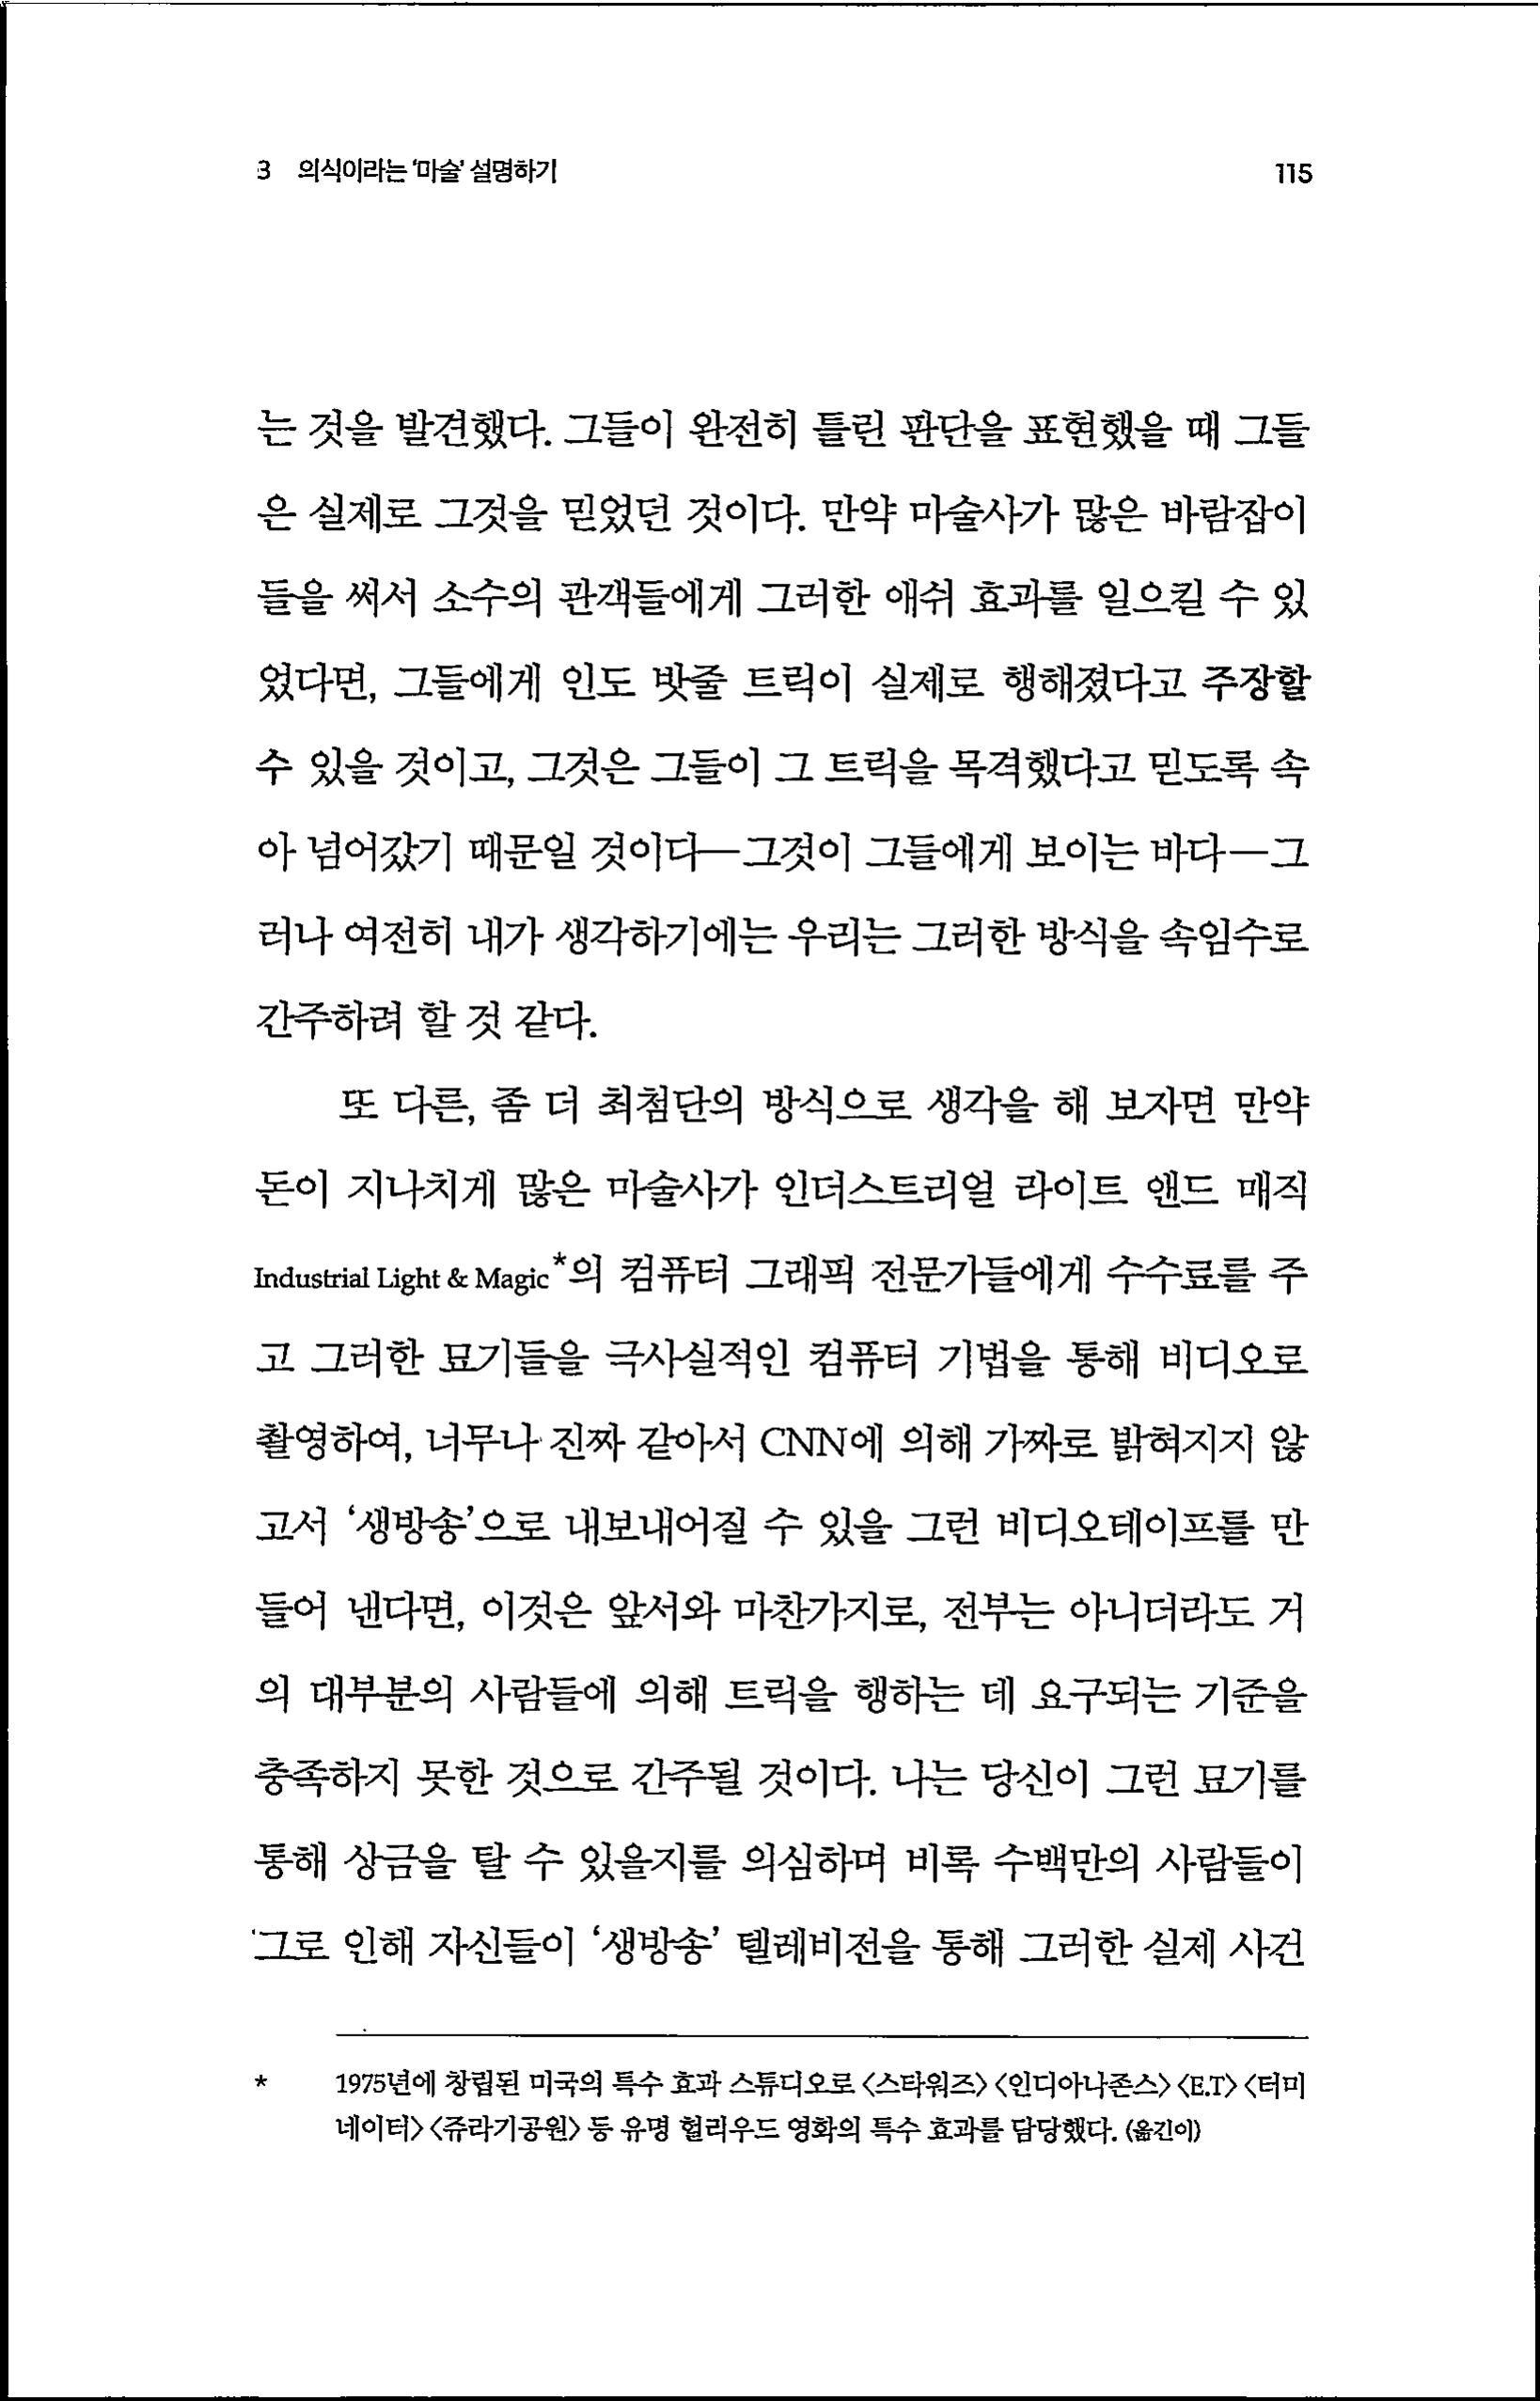 3 의식이라는 '마술' 설명하기 115
는 것을 발견했다. 그들이 완전히 틀린 판단을 표현했을 때 그들
은 실제로 그것을 믿었던 것이다. 만약 마술사가 많은 바람잡이
들을 써서 소수의 관객들에게 그러한 애쉬 효과를 일으킬 수 있
었다면, 그들에게 인도 밧줄 트릭이 실제로 행해졌다고 주장할
수 있을 것이고, 그것은 그들이 그 트릭을 목격했다고 믿도록 속
아 넘어갔기 때문일 것이다—그것이 그들에게 보이는 바다—그
러나 여전히 내가 생각하기에는 우리는 그러한 방식을 속임수로
간주하려 할 것 같다.
또 다른, 좀 더 최첨단의 방식으로 생각을 해 보자면 만약
돈이 지나치게 많은 마술사가 인더스트리얼 라이트 앤드 매직
Industrial Light & Magic*의 컴퓨터 그래픽 전문가들에게 수수료를 주
고 그러한 묘기들을 극사실적인 컴퓨터 기법을 통해 비디오로
촬영하여, 너무나 진짜 같아서 CNN에 의해 가짜로 밝혀지지 않
고서 '생방송'으로 내보내어질 수 있을 그런 비디오테이프를 만
들어 낸다면, 이것은 앞서와 마찬가지로, 전부는 아니더라도 거
의 대부분의 사람들에 의해 트릭을 행하는 데 요구되는 기준을
충족하지 못한 것으로 간주될 것이다. 나는 당신이 그런 묘기를
통해 상금을 탈 수 있을지를 의심하며 비록 수백만의 사람들이
그로 인해 자신들이 '생방송' 텔레비전을 통해 그러한 실제 사건
* 1975년에 창립된 미국의 특수 효과 스튜디오로 〈스타워즈〉 〈인디아나존스〉 〈E.T〉 〈터미
네이터〉 〈쥬라기공원〉 등 유명 헐리우드 영화의 특수 효과를 담당했다. (옮긴이)